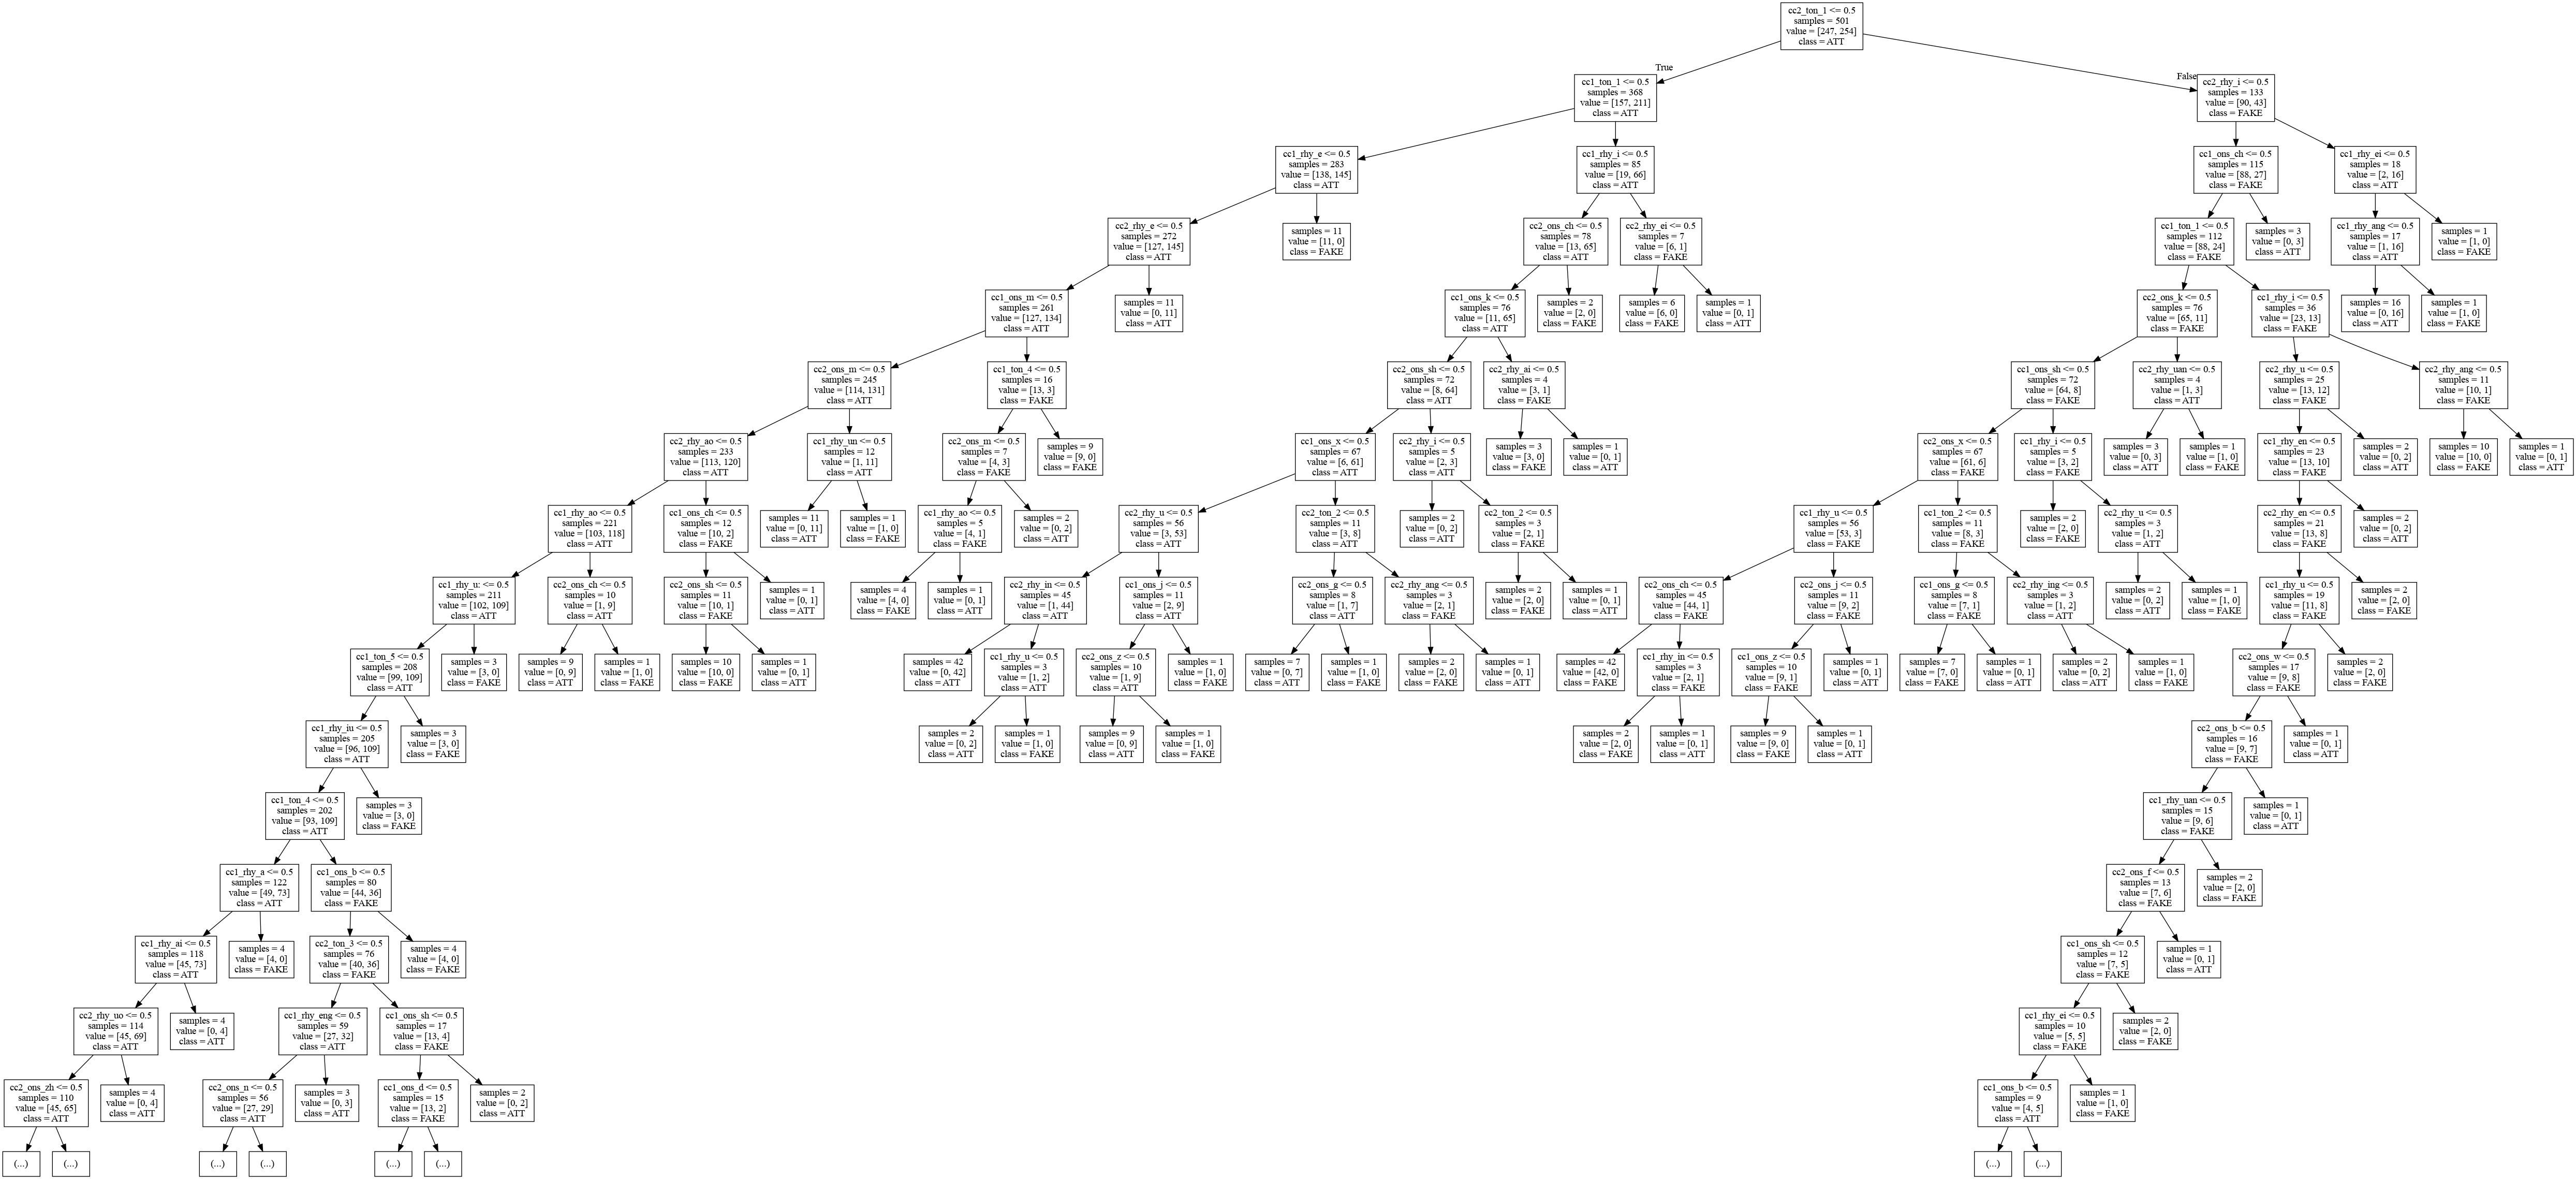 cc2_ton_1 <= 0.5
samples = 501
value = [247, 254]
class = ATT
True
False
cc1_ton_1 <= 0.5
samples = 368
value = [157, 211]
class = ATT
cc2_rhy_i <= 0.5
samples = 133
value = [90, 43]
class = FAKE
cc1_rhy_e <= 0.5
samples = 283
value = [138, 145]
class = ATT
cc1_rhy_i <= 0.5
samples = 85
value = [19, 66]
class = ATT
cc1_ons_ch <= 0.5
samples = 115
value = [88, 27]
class = FAKE
cc1_rhy_ei <= 0.5
samples = 18
value = [2, 16]
class = ATT
cc2_rhy_e <= 0.5
samples = 272
value = [127, 145]
class = ATT
samples = 11
value = [11, 0]
class = FAKE
cc2_ons_ch <= 0.5
samples = 78
value = [13, 65]
class = ATT
cc2_rhy_ei <= 0.5
samples = 7
value = [6, 1]
class = FAKE
cc1_ton_1 <= 0.5
samples = 112
value = [88, 24]
class = FAKE
samples = 3
value = [0, 3]
class = ATT
cc1_rhy_ang <= 0.5
samples = 17
value = [1, 16]
class = ATT
samples = 1
value = [1, 0]
class = FAKE
cc1_ons_m <= 0.5
samples = 261
value = [127, 134]
class = ATT
samples = 11
value = [0, 11]
class = ATT
cc1_ons_k <= 0.5
samples = 76
value = [11, 65]
class = ATT
samples = 2
value = [2, 0]
class = FAKE
samples = 6
value = [6, 0]
class = FAKE
samples = 1
value = [0, 1]
class = ATT
cc2_ons_k <= 0.5
samples = 76
value = [65, 11]
class = FAKE
cc1_rhy_i <= 0.5
samples = 36
value = [23, 13]
class = FAKE
samples = 16
value = [0, 16]
class = ATT
samples = 1
value = [1, 0]
class = FAKE
cc2_ons_m <= 0.5
samples = 245
value = [114, 131]
class = ATT
cc1_ton_4 <= 0.5
samples = 16
value = [13, 3]
class = FAKE
cc2_ons_sh <= 0.5
samples = 72
value = [8, 64]
class = ATT
cc2_rhy_ai <= 0.5
samples = 4
value = [3, 1]
class = FAKE
cc1_ons_sh <= 0.5
samples = 72
value = [64, 8]
class = FAKE
cc2_rhy_uan <= 0.5
samples = 4
value = [1, 3]
class = ATT
cc2_rhy_u <= 0.5
samples = 25
value = [13, 12]
class = FAKE
cc2_rhy_ang <= 0.5
samples = 11
value = [10, 1]
class = FAKE
cc2_rhy_ao <= 0.5
samples = 233
value = [113, 120]
class = ATT
cc1_rhy_un <= 0.5
samples = 12
value = [1, 11]
class = ATT
cc2_ons_m <= 0.5
samples = 7
value = [4, 3]
class = FAKE
samples = 9
value = [9, 0]
class = FAKE
cc1_ons_x <= 0.5
samples = 67
value = [6, 61]
class = ATT
cc2_rhy_i <= 0.5
samples = 5
value = [2, 3]
class = ATT
samples = 3
value = [3, 0]
class = FAKE
samples = 1
value = [0, 1]
class = ATT
cc2_ons_x <= 0.5
samples = 67
value = [61, 6]
class = FAKE
cc1_rhy_i <= 0.5
samples = 5
value = [3, 2]
class = FAKE
samples = 3
value = [0, 3]
class = ATT
samples = 1
value = [1, 0]
class = FAKE
cc1_rhy_en <= 0.5
samples = 23
value = [13, 10]
class = FAKE
samples = 2
value = [0, 2]
class = ATT
samples = 10
value = [10, 0]
class = FAKE
samples = 1
value = [0, 1]
class = ATT
cc1_rhy_ao <= 0.5
samples = 221
value = [103, 118]
class = ATT
cc1_ons_ch <= 0.5
samples = 12
value = [10, 2]
class = FAKE
samples = 11
value = [0, 11]
class = ATT
samples = 1
value = [1, 0]
class = FAKE
cc1_rhy_ao <= 0.5
samples = 5
value = [4, 1]
class = FAKE
samples = 2
value = [0, 2]
class = ATT
cc2_rhy_u <= 0.5
samples = 56
value = [3, 53]
class = ATT
cc2_ton_2 <= 0.5
samples = 11
value = [3, 8]
class = ATT
samples = 2
value = [0, 2]
class = ATT
cc2_ton_2 <= 0.5
samples = 3
value = [2, 1]
class = FAKE
cc1_rhy_u <= 0.5
samples = 56
value = [53, 3]
class = FAKE
cc1_ton_2 <= 0.5
samples = 11
value = [8, 3]
class = FAKE
samples = 2
value = [2, 0]
class = FAKE
cc2_rhy_u <= 0.5
samples = 3
value = [1, 2]
class = ATT
cc2_rhy_en <= 0.5
samples = 21
value = [13, 8]
class = FAKE
samples = 2
value = [0, 2]
class = ATT
cc1_rhy_u: <= 0.5
samples = 211
value = [102, 109]
class = ATT
cc2_ons_ch <= 0.5
samples = 10
value = [1, 9]
class = ATT
cc2_ons_sh <= 0.5
samples = 11
value = [10, 1]
class = FAKE
samples = 1
value = [0, 1]
class = ATT
samples = 4
value = [4, 0]
class = FAKE
samples = 1
value = [0, 1]
class = ATT
cc2_rhy_in <= 0.5
samples = 45
value = [1, 44]
class = ATT
cc1_ons_j <= 0.5
samples = 11
value = [2, 9]
class = ATT
cc2_ons_g <= 0.5
samples = 8
value = [1, 7]
class = ATT
cc2_rhy_ang <= 0.5
samples = 3
value = [2, 1]
class = FAKE
samples = 2
value = [2, 0]
class = FAKE
samples = 1
value = [0, 1]
class = ATT
cc2_ons_ch <= 0.5
samples = 45
value = [44, 1]
class = FAKE
cc2_ons_j <= 0.5
samples = 11
value = [9, 2]
class = FAKE
cc1_ons_g <= 0.5
samples = 8
value = [7, 1]
class = FAKE
cc2_rhy_ing <= 0.5
samples = 3
value = [1, 2]
class = ATT
samples = 2
value = [0, 2]
class = ATT
samples = 1
value = [1, 0]
class = FAKE
cc1_rhy_u <= 0.5
samples = 19
value = [11, 8]
class = FAKE
samples = 2
value = [2, 0]
class = FAKE
cc1_ton_5 <= 0.5
samples = 208
value = [99, 109]
class = ATT
samples = 3
value = [3, 0]
class = FAKE
samples = 9
value = [0, 9]
class = ATT
samples = 1
value = [1, 0]
class = FAKE
samples = 10
value = [10, 0]
class = FAKE
samples = 1
value = [0, 1]
class = ATT
samples = 42
value = [0, 42]
class = ATT
cc1_rhy_u <= 0.5
samples = 3
value = [1, 2]
class = ATT
cc2_ons_z <= 0.5
samples = 10
value = [1, 9]
class = ATT
samples = 1
value = [1, 0]
class = FAKE
samples = 7
value = [0, 7]
class = ATT
samples = 1
value = [1, 0]
class = FAKE
samples = 2
value = [2, 0]
class = FAKE
samples = 1
value = [0, 1]
class = ATT
samples = 42
value = [42, 0]
class = FAKE
cc1_rhy_in <= 0.5
samples = 3
value = [2, 1]
class = FAKE
cc1_ons_z <= 0.5
samples = 10
value = [9, 1]
class = FAKE
samples = 1
value = [0, 1]
class = ATT
samples = 7
value = [7, 0]
class = FAKE
samples = 1
value = [0, 1]
class = ATT
samples = 2
value = [0, 2]
class = ATT
samples = 1
value = [1, 0]
class = FAKE
cc2_ons_w <= 0.5
samples = 17
value = [9, 8]
class = FAKE
samples = 2
value = [2, 0]
class = FAKE
cc1_rhy_iu <= 0.5
samples = 205
value = [96, 109]
class = ATT
samples = 3
value = [3, 0]
class = FAKE
samples = 2
value = [0, 2]
class = ATT
samples = 1
value = [1, 0]
class = FAKE
samples = 9
value = [0, 9]
class = ATT
samples = 1
value = [1, 0]
class = FAKE
samples = 2
value = [2, 0]
class = FAKE
samples = 1
value = [0, 1]
class = ATT
samples = 9
value = [9, 0]
class = FAKE
samples = 1
value = [0, 1]
class = ATT
cc2_ons_b <= 0.5
samples = 16
value = [9, 7]
class = FAKE
samples = 1
value = [0, 1]
class = ATT
cc1_ton_4 <= 0.5
samples = 202
value = [93, 109]
class = ATT
samples = 3
value = [3, 0]
class = FAKE
cc1_rhy_uan <= 0.5
samples = 15
value = [9, 6]
class = FAKE
samples = 1
value = [0, 1]
class = ATT
cc1_rhy_a <= 0.5
samples = 122
value = [49, 73]
class = ATT
cc1_ons_b <= 0.5
samples = 80
value = [44, 36]
class = FAKE
cc2_ons_f <= 0.5
samples = 13
value = [7, 6]
class = FAKE
samples = 2
value = [2, 0]
class = FAKE
cc1_rhy_ai <= 0.5
samples = 118
value = [45, 73]
class = ATT
samples = 4
value = [4, 0]
class = FAKE
cc2_ton_3 <= 0.5
samples = 76
value = [40, 36]
class = FAKE
samples = 4
value = [4, 0]
class = FAKE
cc1_ons_sh <= 0.5
samples = 12
value = [7, 5]
class = FAKE
samples = 1
value = [0, 1]
class = ATT
cc2_rhy_uo <= 0.5
samples = 114
value = [45, 69]
class = ATT
samples = 4
value = [0, 4]
class = ATT
cc1_rhy_eng <= 0.5
samples = 59
value = [27, 32]
class = ATT
cc1_ons_sh <= 0.5
samples = 17
value = [13, 4]
class = FAKE
cc1_rhy_ei <= 0.5
samples = 10
value = [5, 5]
class = FAKE
samples = 2
value = [2, 0]
class = FAKE
cc2_ons_zh <= 0.5
samples = 110
value = [45, 65]
class = ATT
samples = 4
value = [0, 4]
class = ATT
cc2_ons_n <= 0.5
samples = 56
value = [27, 29]
class = ATT
samples = 3
value = [0, 3]
class = ATT
cc1_ons_d <= 0.5
samples = 15
value = [13, 2]
class = FAKE
samples = 2
value = [0, 2]
class = ATT
cc1_ons_b <= 0.5
samples = 9
value = [4, 5]
class = ATT
samples = 1
value = [1, 0]
class = FAKE
(...)
(...)
(...)
(...)
(...)
(...)
(...)
(...)